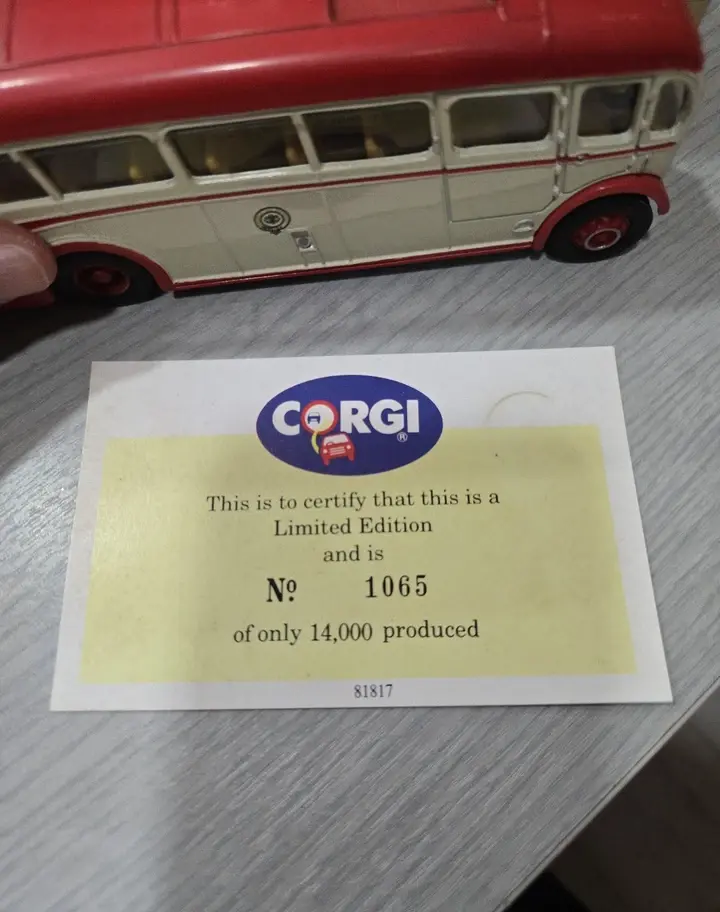 CORGI®
This is to certify that this is a
Limited Edition
and is
Nº 1065
of only 14,000 produced
81817